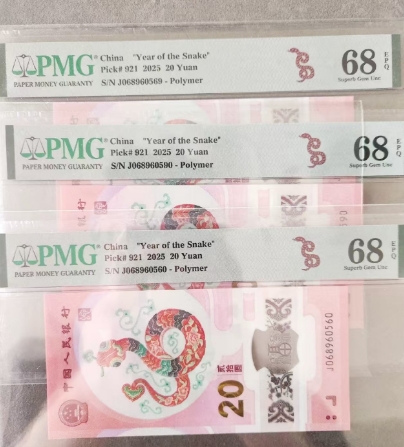 PMG
PAPER MONEY GUARANTY
China "Year of the Snake"
Pick# 921 2025 20 Yuan
S/N J068960569 - Polymer
68 EPQ
Superb Gem Unc
PMG
PAPER MONEY GUARANTY
China "Year of the Snake"
Pick# 921 2025 20 Yuan
S/N J068960590 - Polymer
68 EPQ
Superb Gem Unc
PMG
PAPER MONEY GUARANTY
China "Year of the Snake"
Pick# 921 2025 20 Yuan
S/N J068960560 - Polymer
68 EPQ
Superb Gem Unc
中国人民银行
20
贰拾圆
J068960560